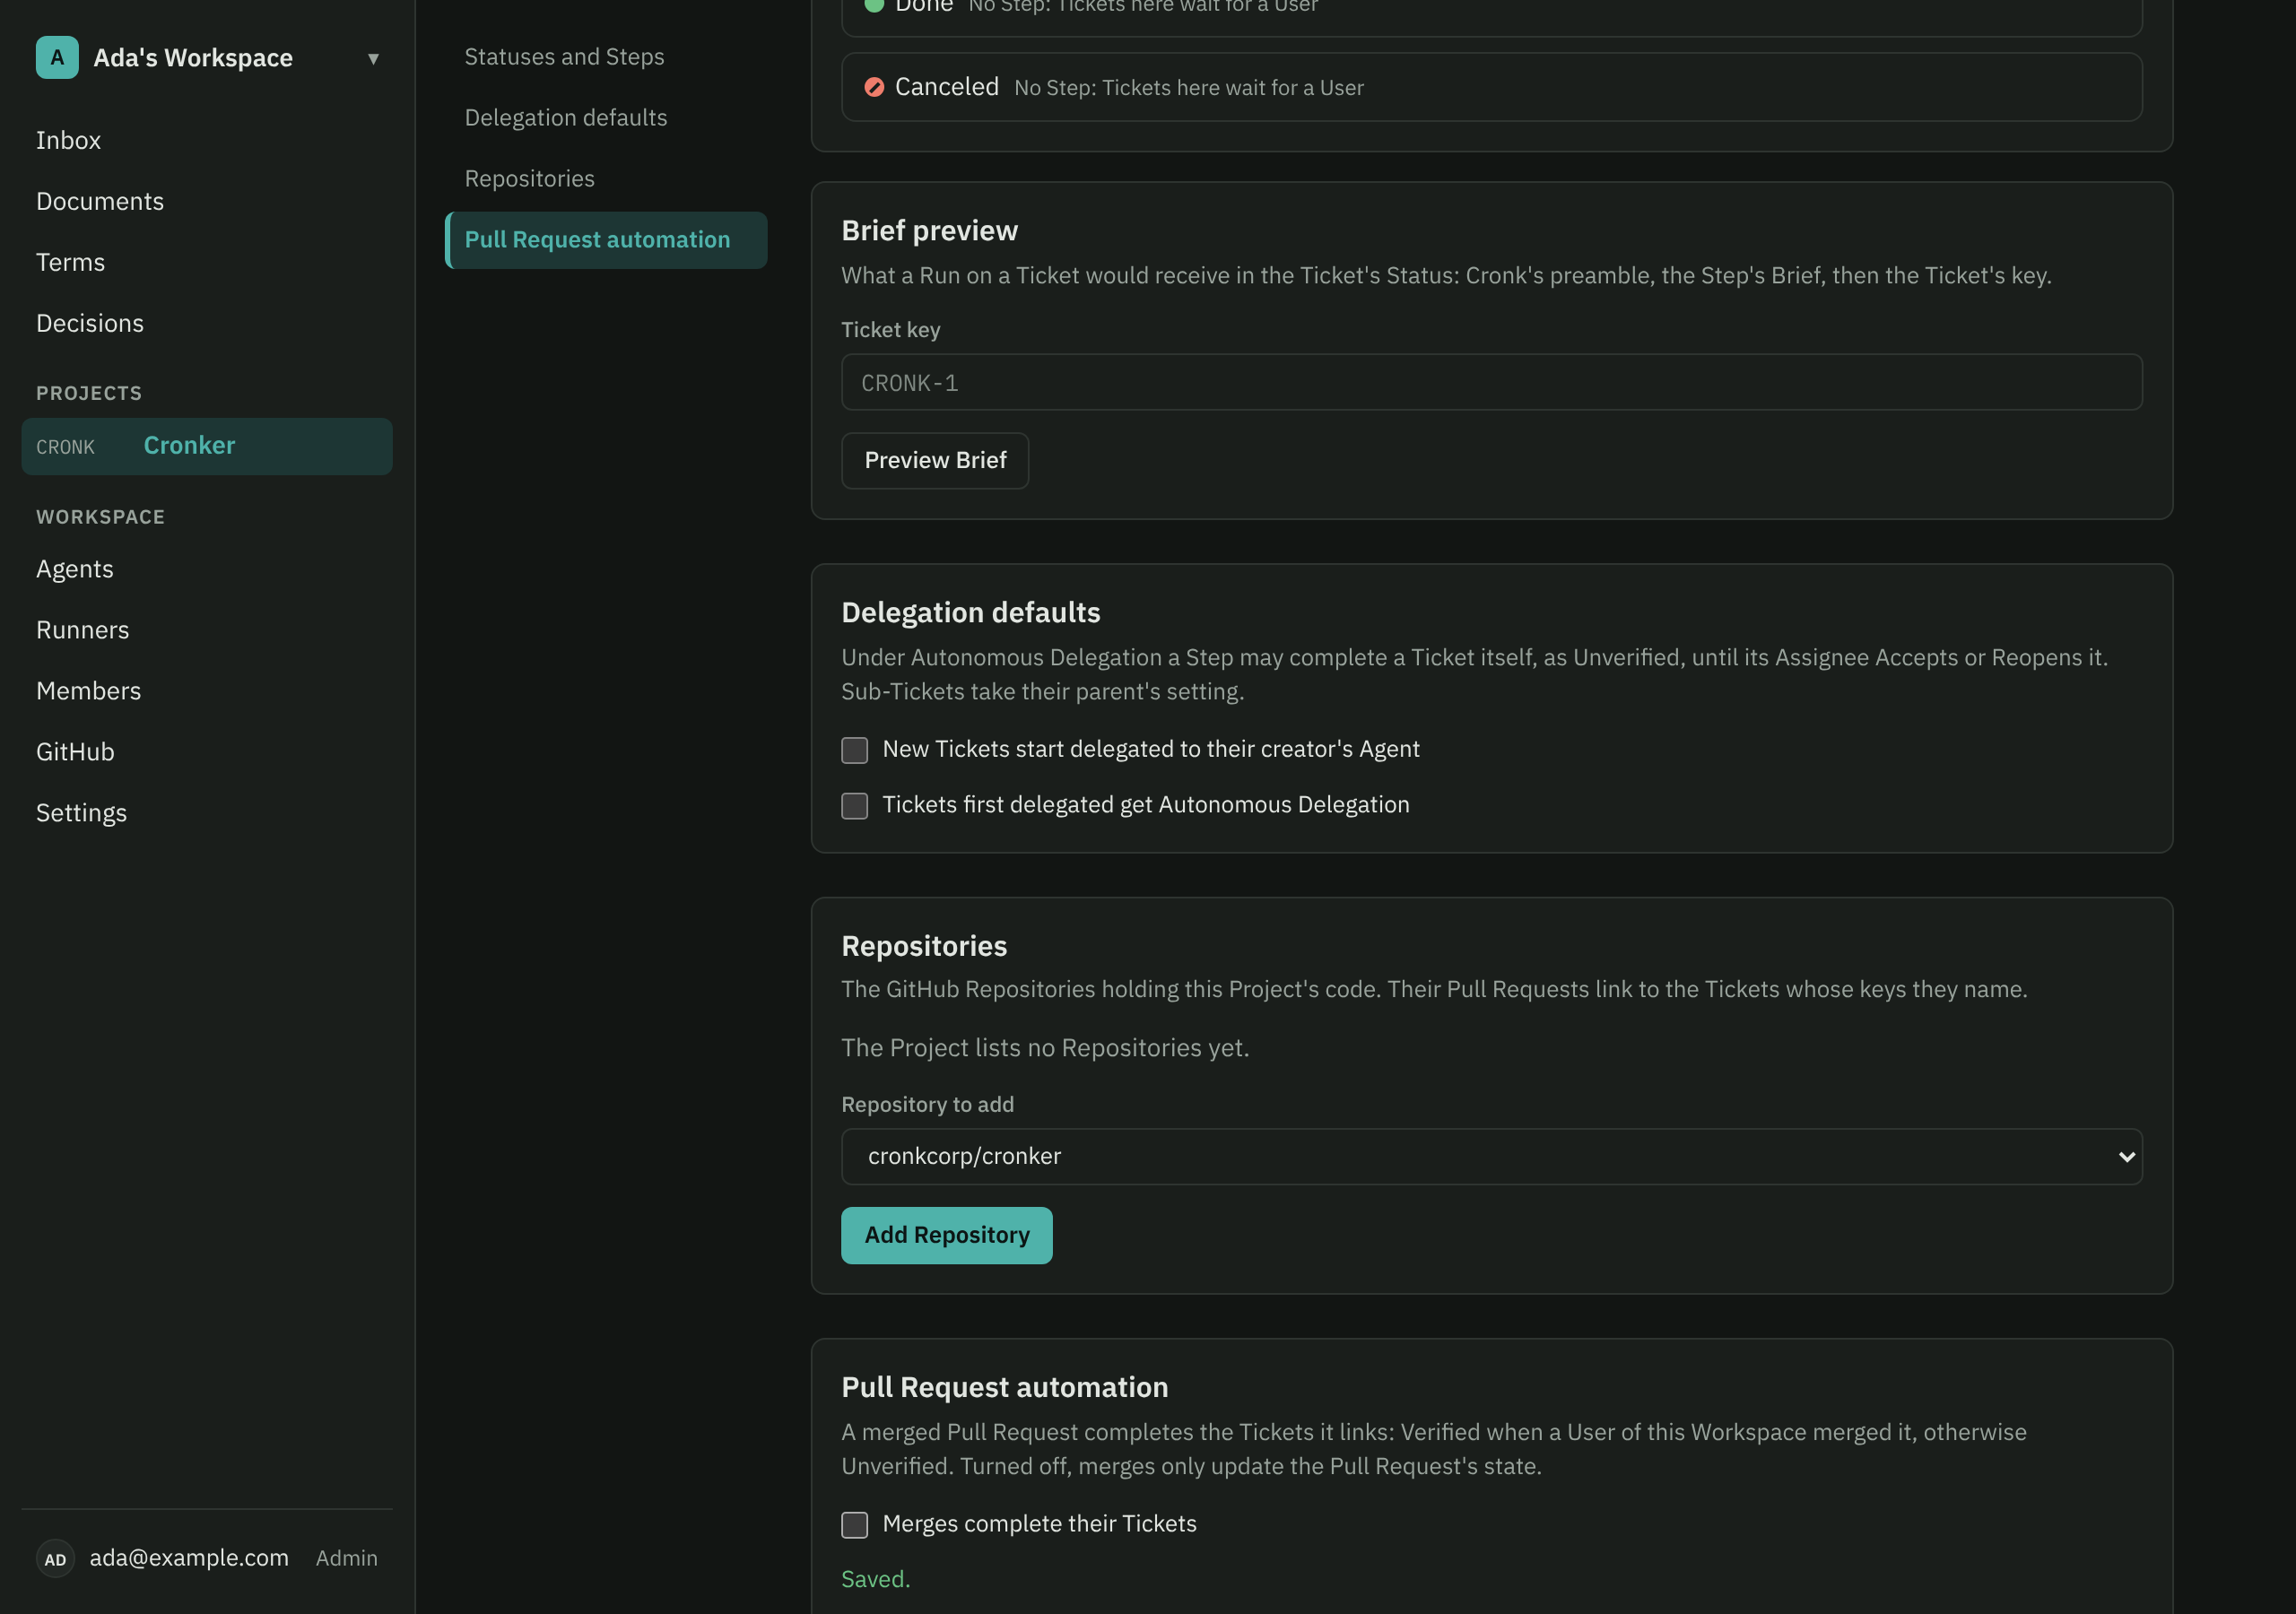 A Ada's Workspace ▼
Inbox
Documents
Terms
Decisions
PROJECTS
CRONK Cronker
WORKSPACE
Agents
Runners
Members
GitHub
Settings
AD ada@example.com Admin
Statuses and Steps
Delegation defaults
Repositories
Pull Request automation
Done No Step: Tickets here wait for a User
Canceled No Step: Tickets here wait for a User
Brief preview
What a Run on a Ticket would receive in the Ticket's Status: Cronk's preamble, the Step's Brief, then the Ticket's key.
Ticket key
CRONK-1
Preview Brief
Delegation defaults
Under Autonomous Delegation a Step may complete a Ticket itself, as Unverified, until its Assignee Accepts or Reopens it.
Sub-Tickets take their parent's setting.
New Tickets start delegated to their creator's Agent
Tickets first delegated get Autonomous Delegation
Repositories
The GitHub Repositories holding this Project's code. Their Pull Requests link to the Tickets whose keys they name.
The Project lists no Repositories yet.
Repository to add
cronkcorp/cronker
Add Repository
Pull Request automation
A merged Pull Request completes the Tickets it links: Verified when a User of this Workspace merged it, otherwise
Unverified. Turned off, merges only update the Pull Request's state.
Merges complete their Tickets
Saved.